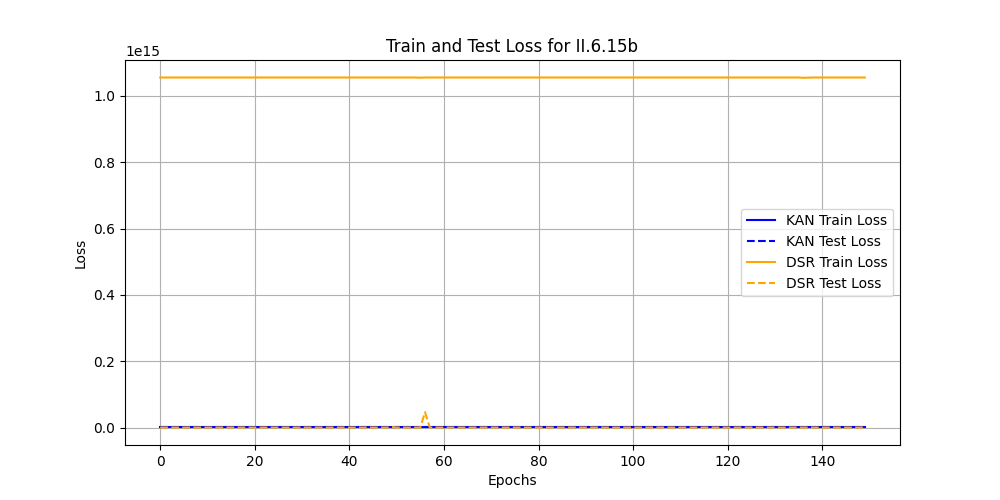 Train and Test Loss for II.6.15b
1e15
1.0
0.8
0.6
0.4
0.2
0.0
Loss
KAN Train Loss
KAN Test Loss
DSR Train Loss
DSR Test Loss
0 20 40 60 80 100 120 140
Epochs